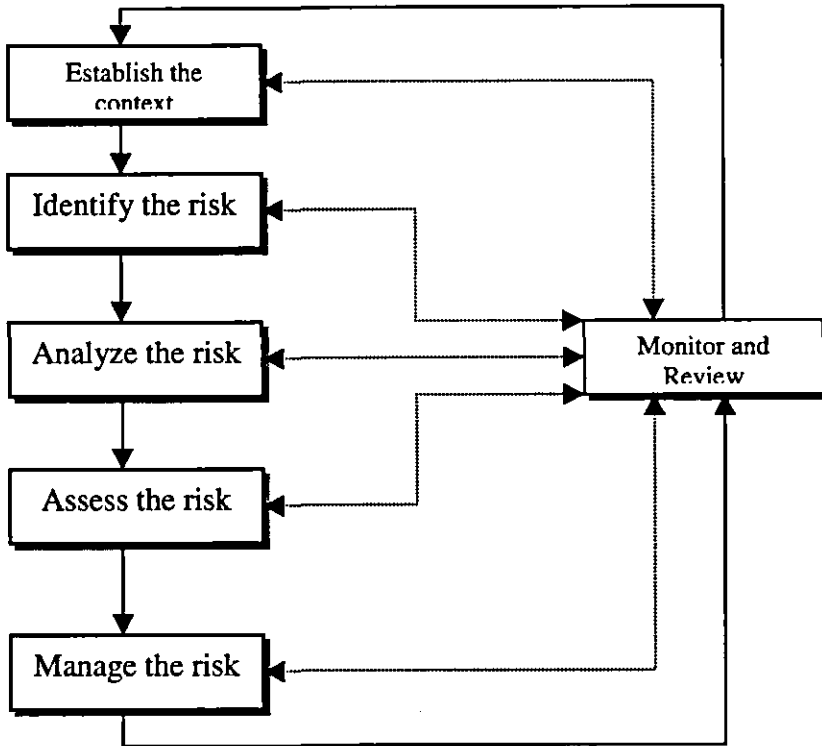 Establish the
context
Identify the risk
Analyze the risk
Monitor and
Review
Assess the risk
Manage the risk